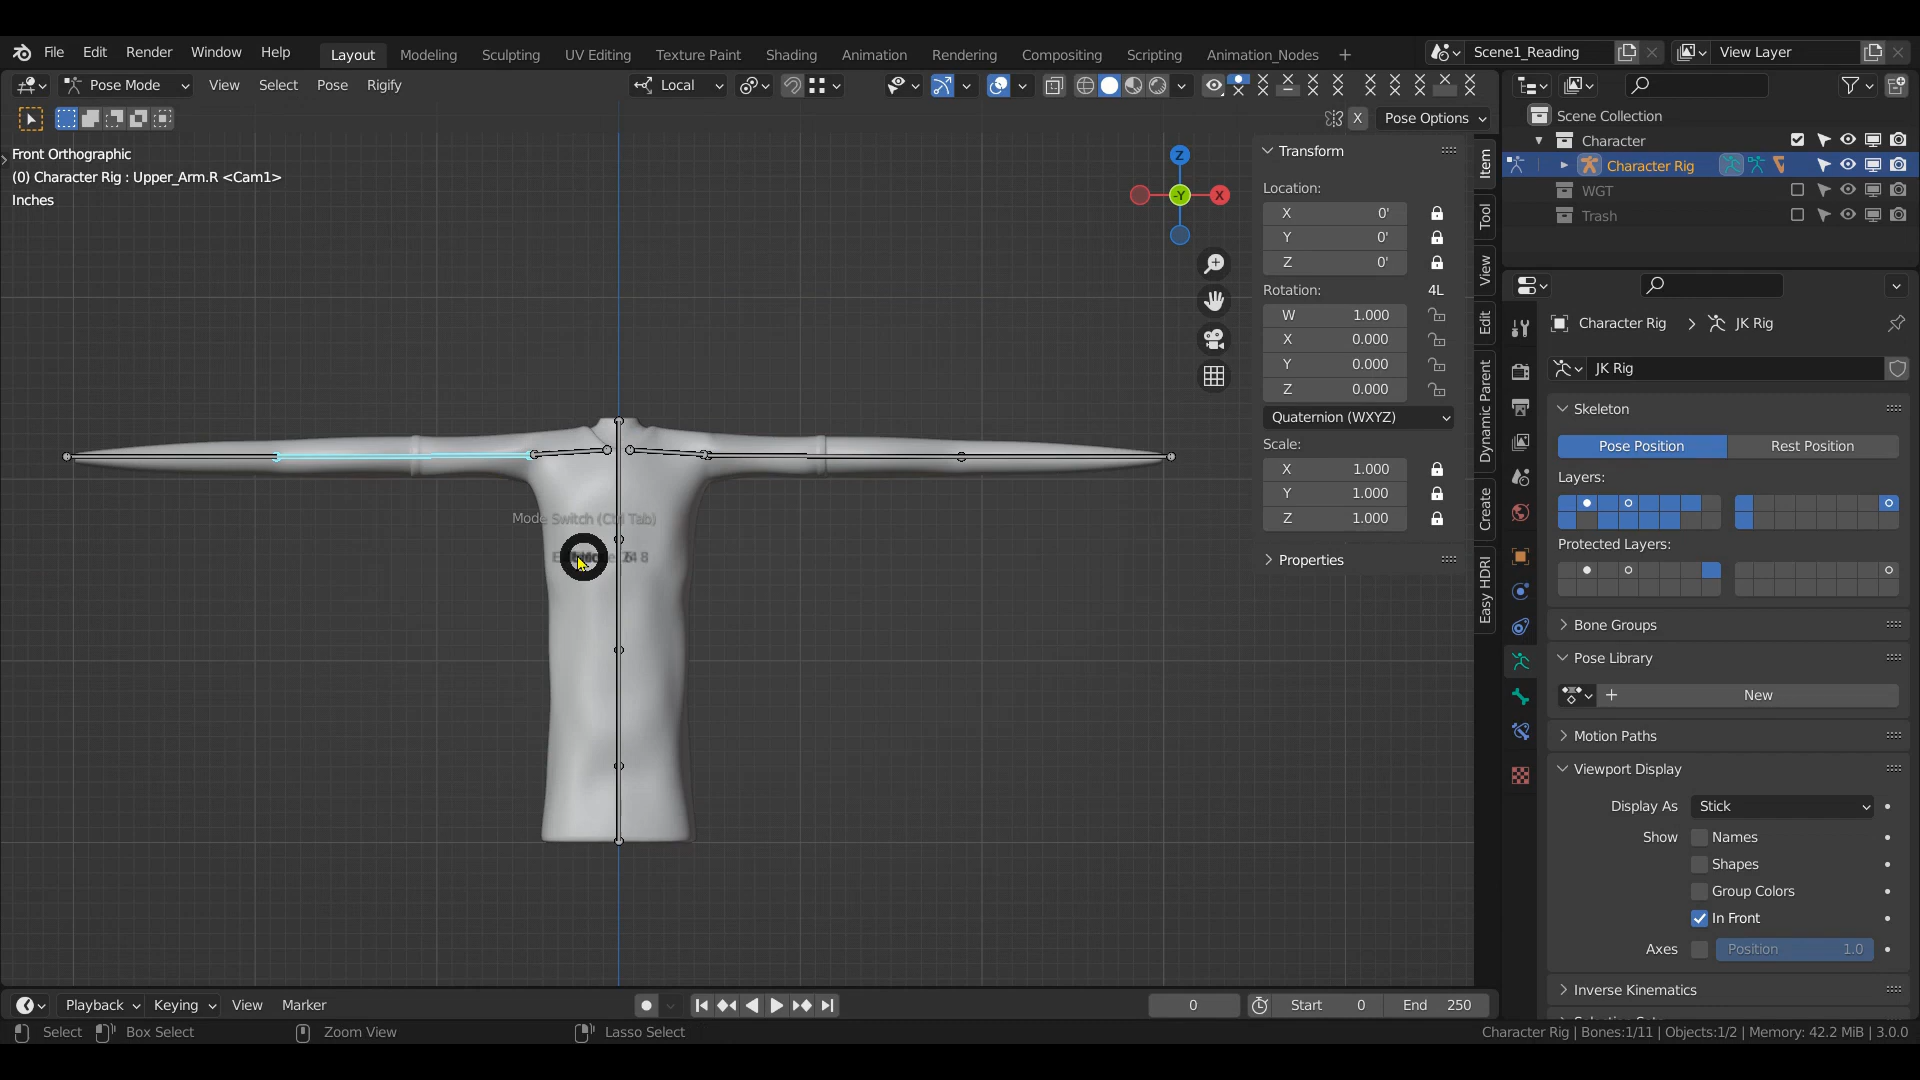 File Edit Render Window Help Layout Modeling Sculpting UV Editing Texture Paint Shading Animation Rendering Compositing Scripting Animation_Nodes + Scene1_Reading View Layer
Pose Mode View Select Pose Rigify Local
X Pose Options
Front Orthographic
(0) Character Rig : Upper_Arm.R <Cam1>
Inches
Z
-Y
X
Mode Switch (Ctrl Tab)
Transform
Location:
X 0'
Y 0'
Z 0'
Rotation: 4L
W 1.000
X 0.000
Y 0.000
Z 0.000
Quaternion (WXYZ)
Scale:
X 1.000
Y 1.000
Z 1.000
Properties
Item
Tool
View
Edit
Dynamic Parent
Create
Easy HDRI
Scene Collection
Character
Character Rig
WGT
Trash
Character Rig JK Rig
JK Rig
Skeleton
Pose Position Rest Position
Layers:
Protected Layers:
Bone Groups
Pose Library
+ New
Motion Paths
Viewport Display
Display As Stick
Show Names
Shapes
Group Colors
In Front
Axes Position 1.0
Inverse Kinematics
Playback Keying View Marker 0 Start 0 End 250
Select Box Select Zoom View Lasso Select Character Rig | Bones:1/11 | Objects:1/2 | Memory: 42.2 MiB | 3.0.0